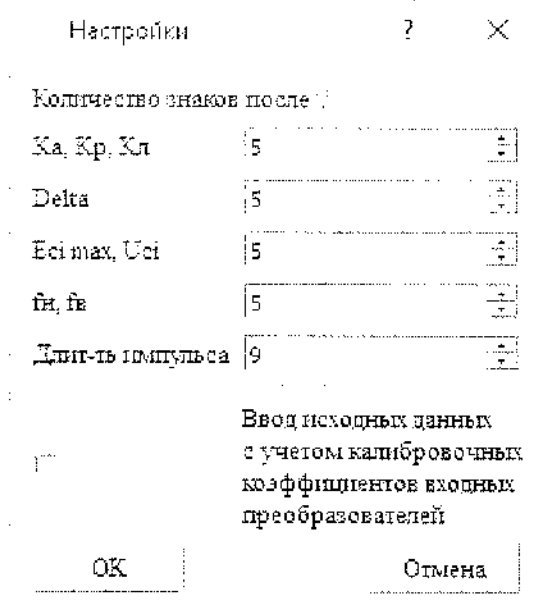 Настройки ? ×
Количество знаков после ','
Ка, Кр, Кл 5
Delta 5
Eci max, Uci 5
fн, fв 5
Длит-ть импульса 9
Ввод исходных данных
с учетом калибровочных
коэффициентов входных
преобразователей
OK Отмена